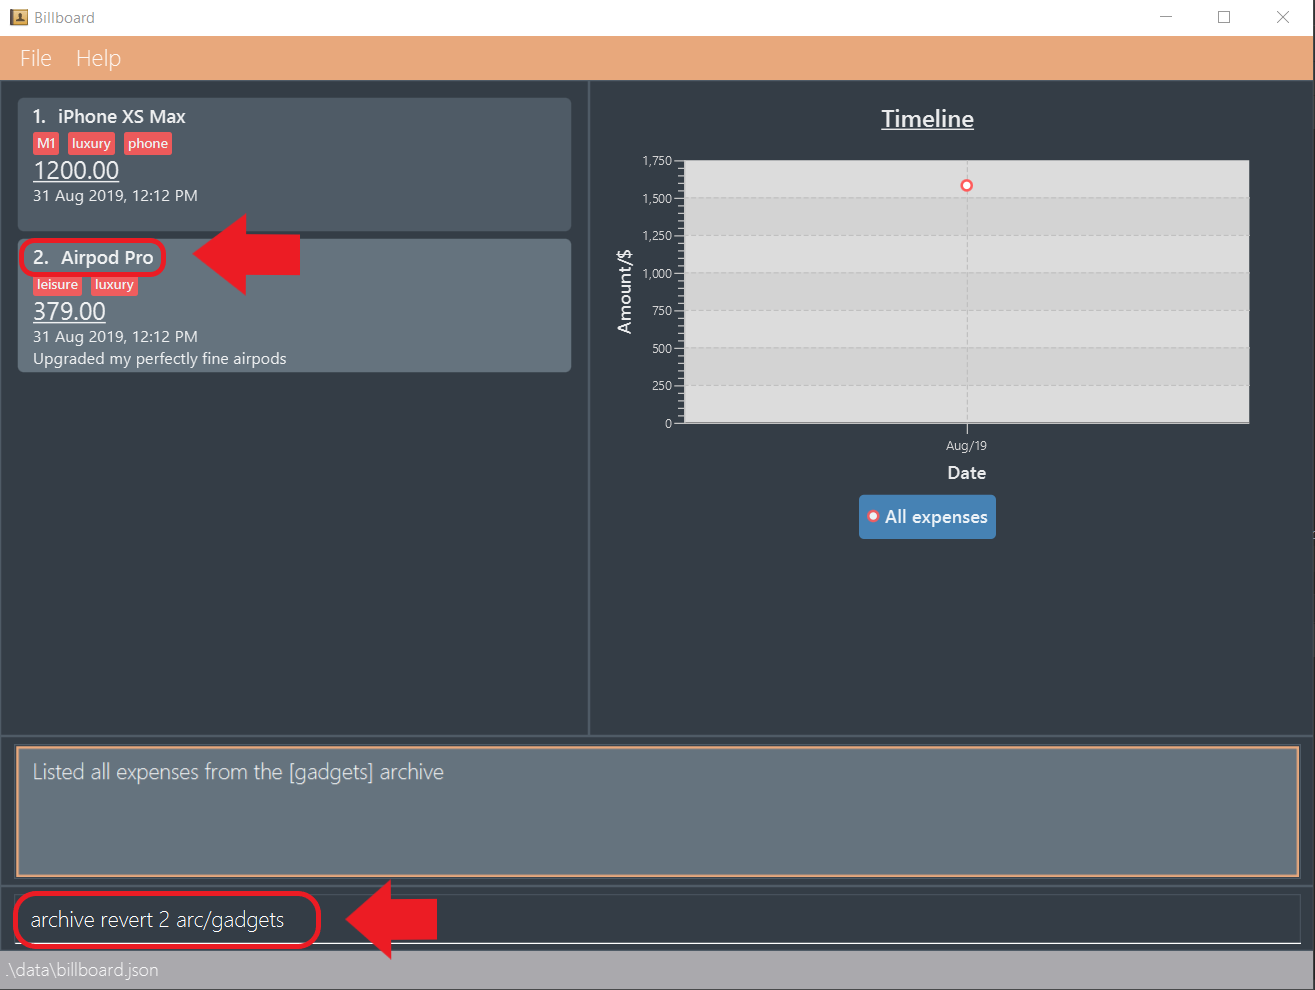 Billboard
File Help
1. iPhone XS Max
M1 luxury phone
1200.00
31 Aug 2019, 12:12 PM
2. Airpod Pro
leisure luxury
379.00
31 Aug 2019, 12:12 PM
Upgraded my perfectly fine airpods
Timeline
Amount/$
1,750
1,500
1,250
1,000
750
500
250
0
Aug/19
Date
All expenses
Listed all expenses from the [gadgets] archive
archive revert 2 arc/gadgets
.\data\billboard.json